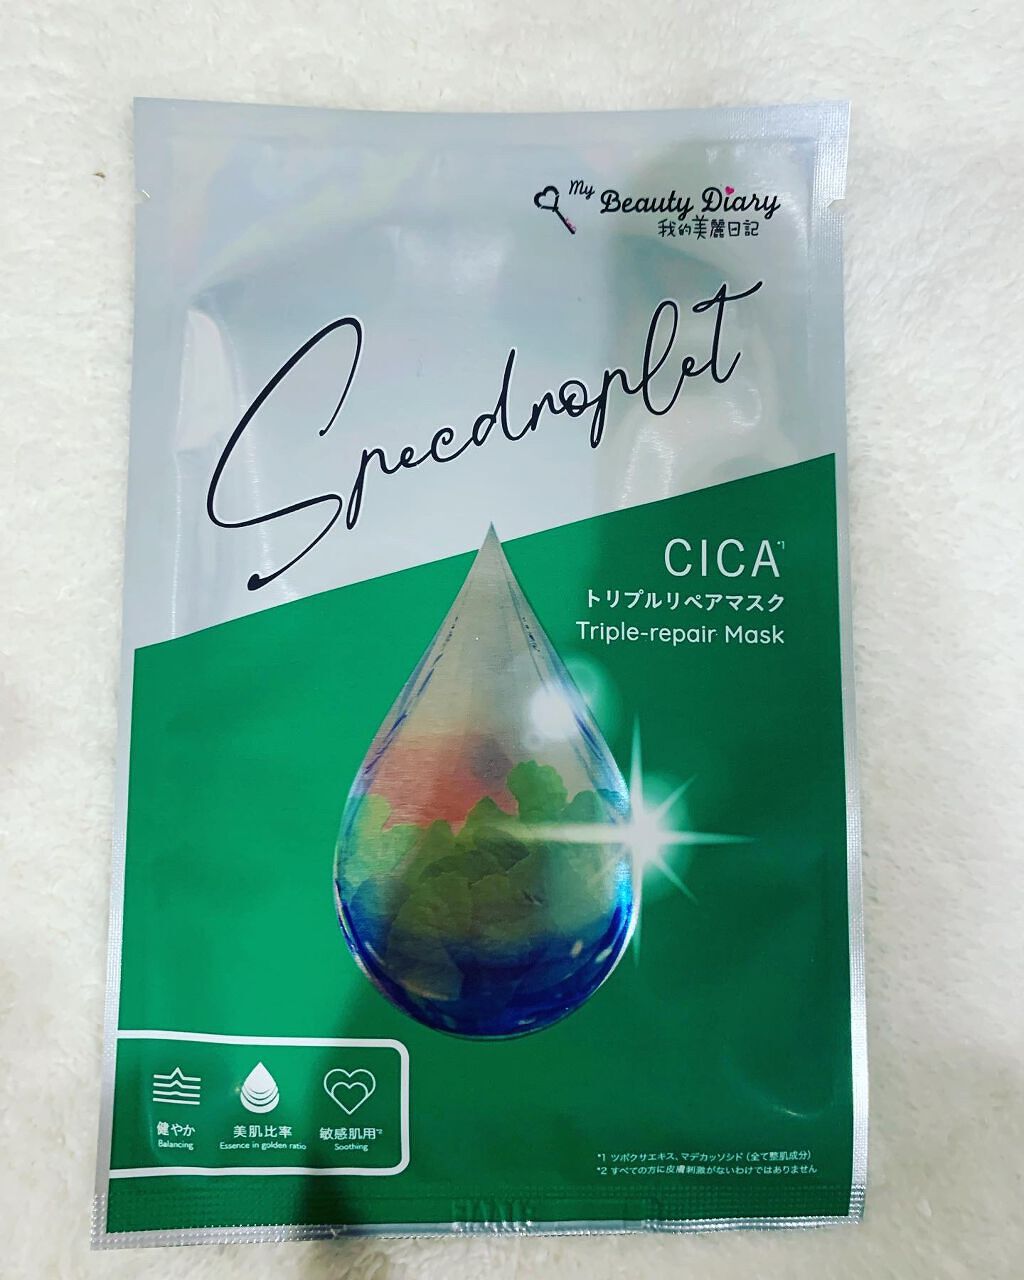 My Beauty Diary
我的美麗日記
Specdroplet
CICA*1
トリプルリペアマスク
Triple-repair Mask
健やか
Balancing
美肌比率
Essence in golden ratio
敏感肌用*2
Soothing
*1 ツボクサエキス、マデカッソシド（全て整肌成分）
*2 すべての方に皮膚刺激がないわけではありません